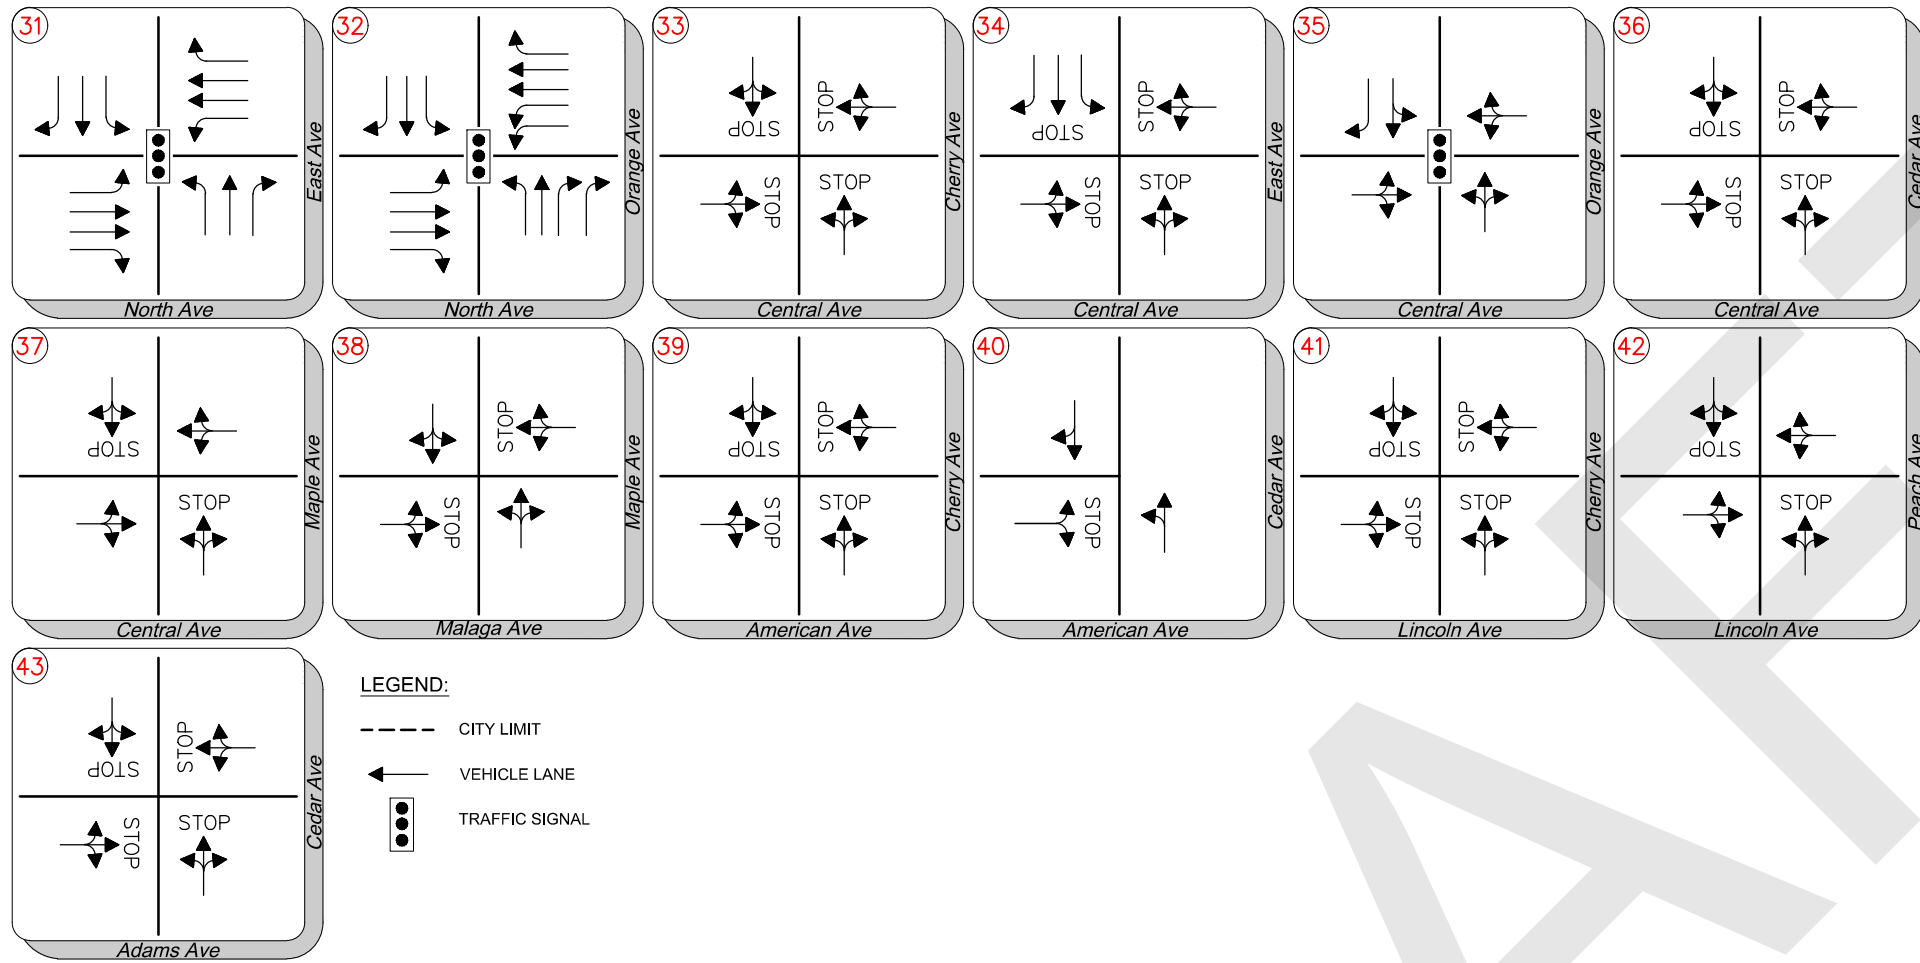 31
East Ave
North Ave
32
Orange Ave
North Ave
33
STOP
STOP
STOP
STOP
Cherry Ave
Central Ave
34
STOP
STOP
STOP
STOP
East Ave
Central Ave
35
Orange Ave
Central Ave
36
STOP
STOP
STOP
STOP
Cedar Ave
Central Ave
37
STOP
STOP
Maple Ave
Central Ave
38
STOP
STOP
Maple Ave
Malaga Ave
39
STOP
STOP
STOP
STOP
Cherry Ave
American Ave
40
STOP
Cedar Ave
American Ave
41
STOP
STOP
STOP
STOP
Cherry Ave
Lincoln Ave
42
STOP
STOP
Peach Ave
Lincoln Ave
43
STOP
STOP
STOP
STOP
Cedar Ave
Adams Ave
LEGEND:
CITY LIMIT
VEHICLE LANE
TRAFFIC SIGNAL